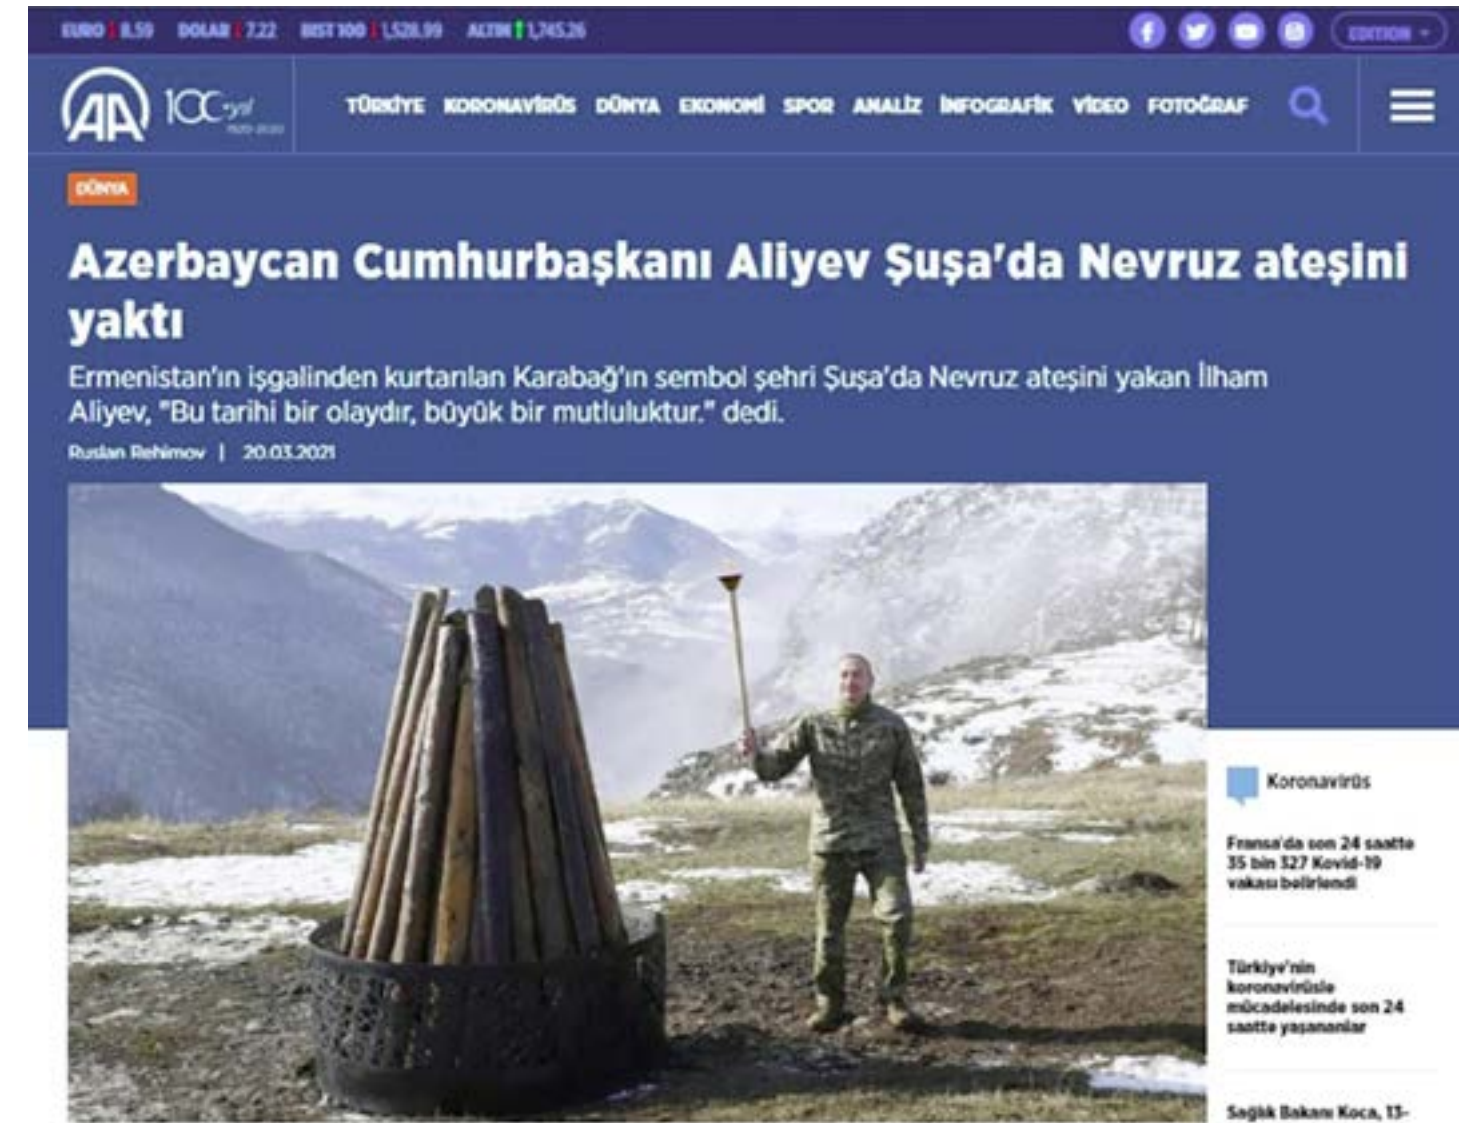 EURO 8.59 DOLAR 7.22 BIST 100 1,528.99 ALTIN 1,745.26
EDITION
AA 100.yıl
TÜRKİYE KORONAVİRÜS DÜNYA EKONOMİ SPOR ANALİZ İNFOGRAFİK VİDEO FOTOĞRAF
DÜNYA
Azerbaycan Cumhurbaşkanı Aliyev Şuşa'da Nevruz ateşini
yaktı
Ermenistan'ın işgalinden kurtarılan Karabağ'ın sembol şehri Şuşa'da Nevruz ateşini yakan İlham
Aliyev, "Bu tarihi bir olaydır, büyük bir mutluluktur." dedi.
Ruslan Rehimov | 20.03.2021
Koronavirüs
Fransa'da son 24 saatte
35 bin 327 Kovid-19
vakası belirlendi
Türkiye'nin
koronavirüsle
mücadelesinde son 24
saatte yaşananlar
Sağlık Bakanı Koca, 13-